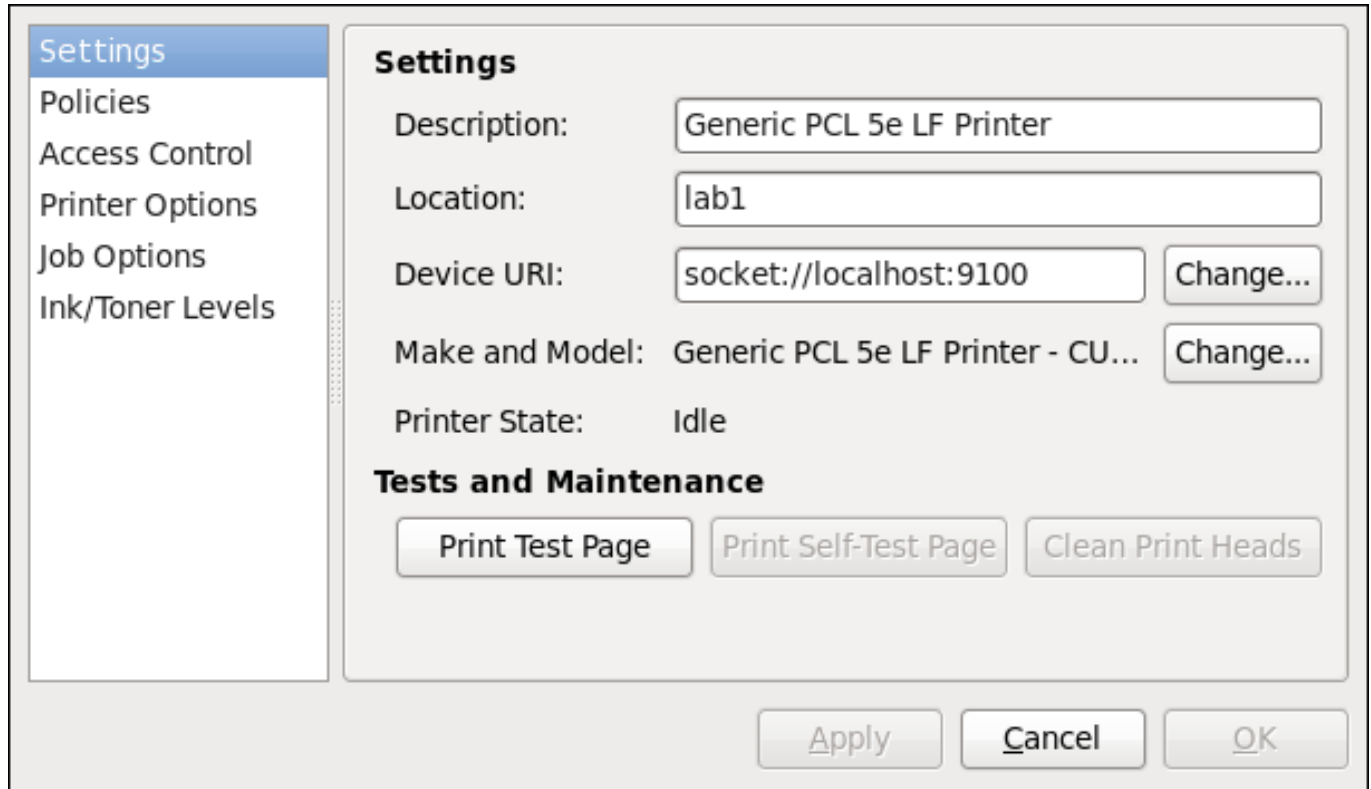 Settings
Policies
Access Control
Printer Options
Job Options
Ink/Toner Levels
Settings
Description: Generic PCL 5e LF Printer
Location: lab1
Device URI: socket://localhost:9100 Change...
Make and Model: Generic PCL 5e LF Printer - CU... Change...
Printer State: Idle
Tests and Maintenance
Print Test Page Print Self-Test Page Clean Print Heads
Apply Cancel OK